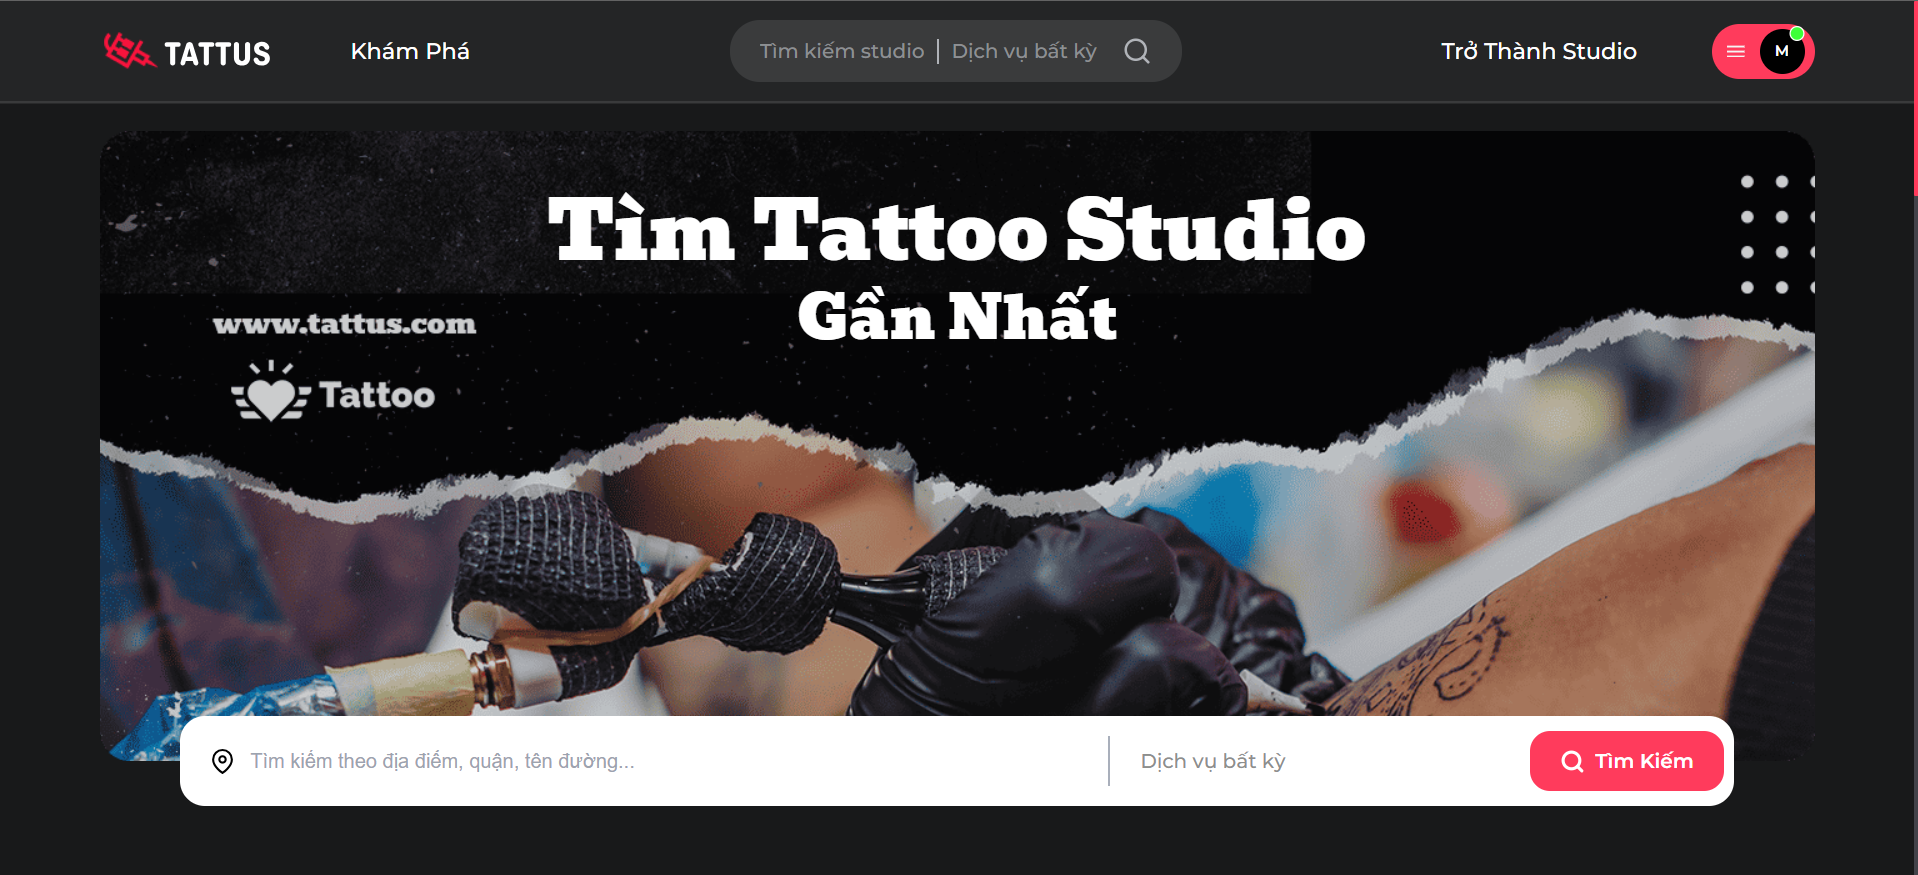 TATTUS
Khám Phá
Tìm kiếm studio | Dịch vụ bất kỳ
Trở Thành Studio
M
Tìm Tattoo Studio
Gần Nhất
www.tattus.com
Tattoo
Tìm kiếm theo địa điểm, quận, tên đường...
Dịch vụ bất kỳ
Tìm Kiếm